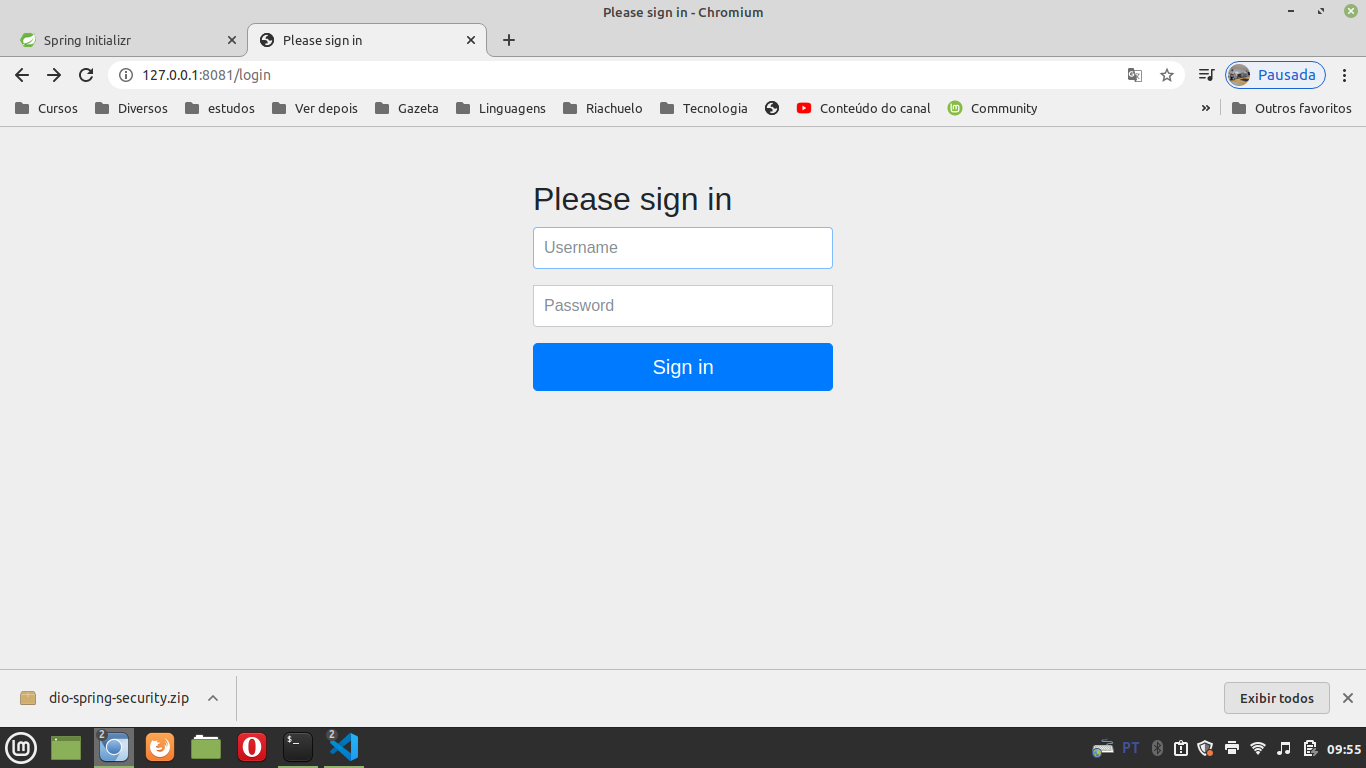 Please sign in - Chromium
Spring Initializr
Please sign in
127.0.0.1:8081/login
Pausada
Cursos
Diversos
estudos
Ver depois
Gazeta
Linguagens
Riachuelo
Tecnologia
Conteúdo do canal
Community
»
Outros favoritos
Please sign in
Username
Password
Sign in
dio-spring-security.zip
Exibir todos
2
$_
2
PT
09:55